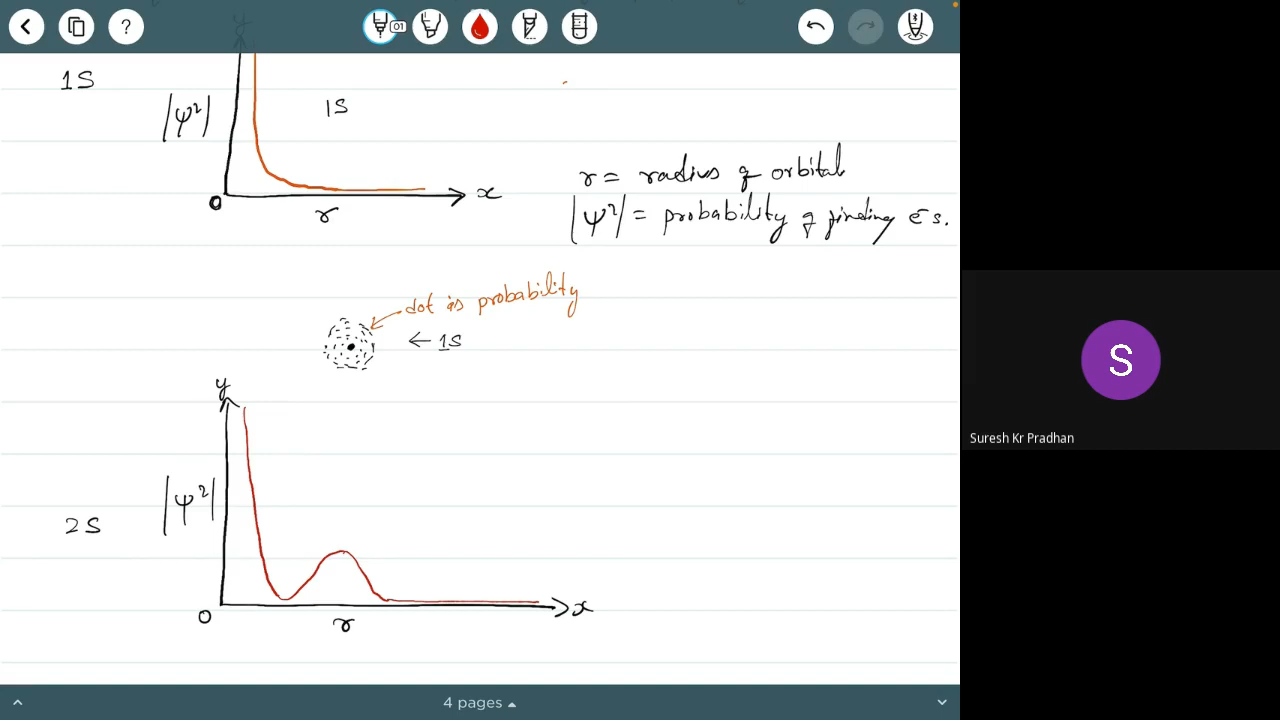 01
y
1S
|ψ²|
1S
0
r
x
r = radius of orbital
|ψ²| = probability of finding e⁻s.
dot is probability
← 1S
y
|ψ²|
2S
0
r
x
4 pages
S
Suresh Kr Pradhan